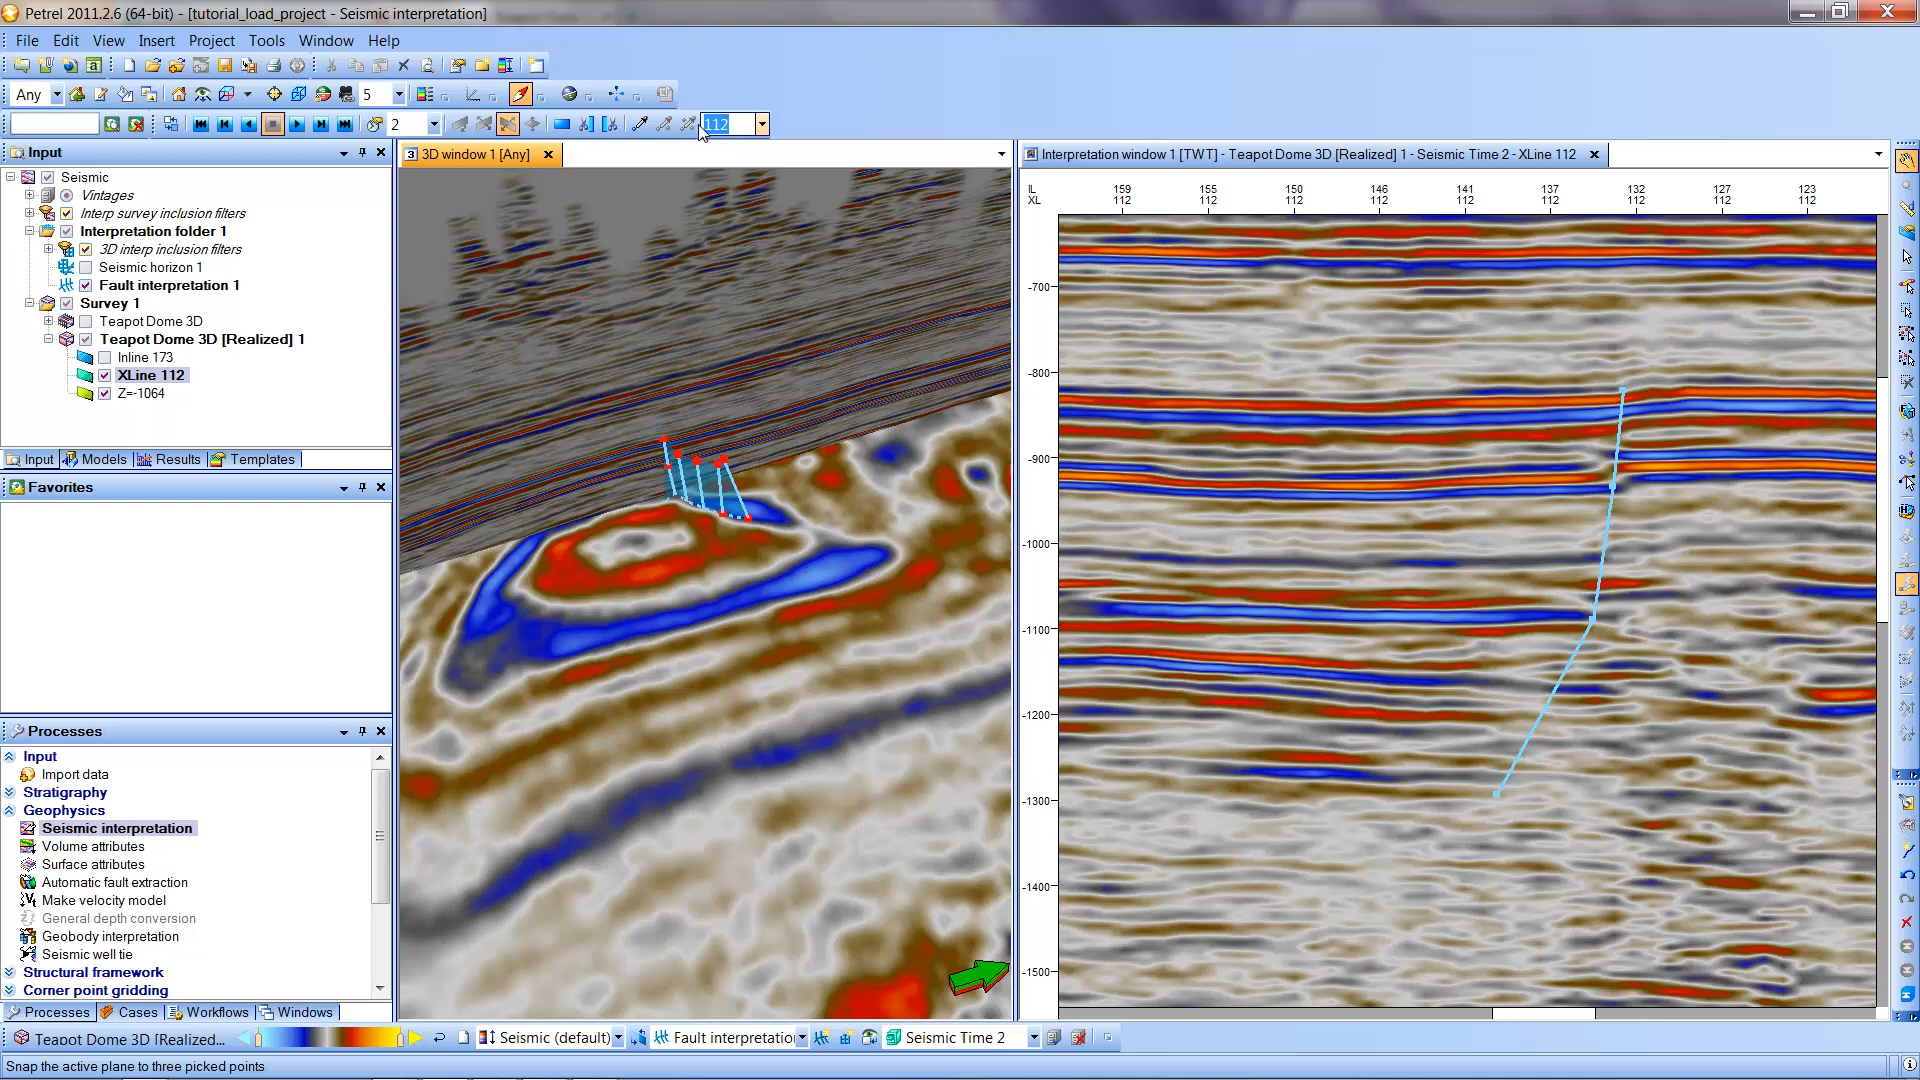 Petrel 2011.2.6 (64-bit) - [tutorial_load_project - Seismic interpretation]
File Edit View Insert Project Tools Window Help
Any 5
2 112
Input
Seismic
Vintages
Interp survey inclusion filters
Interpretation folder 1
3D interp inclusion filters
Seismic horizon 1
Fault interpretation 1
Survey 1
Teapot Dome 3D
Teapot Dome 3D [Realized] 1
Inline 173
XLine 112
Z=-1064
Input Models Results Templates
Favorites
Processes
Input
Import data
Stratigraphy
Geophysics
Seismic interpretation
Volume attributes
Surface attributes
Automatic fault extraction
Make velocity model
General depth conversion
Geobody interpretation
Seismic well tie
Structural framework
Corner point gridding
Processes Cases Workflows Windows
3 3D window 1 [Any]
Interpretation window 1 [TWT] - Teapot Dome 3D [Realized] 1 - Seismic Time 2 - XLine 112
IL 159 155 150 146 141 137 132 127 123
XL 112 112 112 112 112 112 112 112 112
-700
-800
-900
-1000
-1100
-1200
-1300
-1400
-1500
Teapot Dome 3D [Realized... Seismic (default) Fault interpretatio Seismic Time 2
Snap the active plane to three picked points